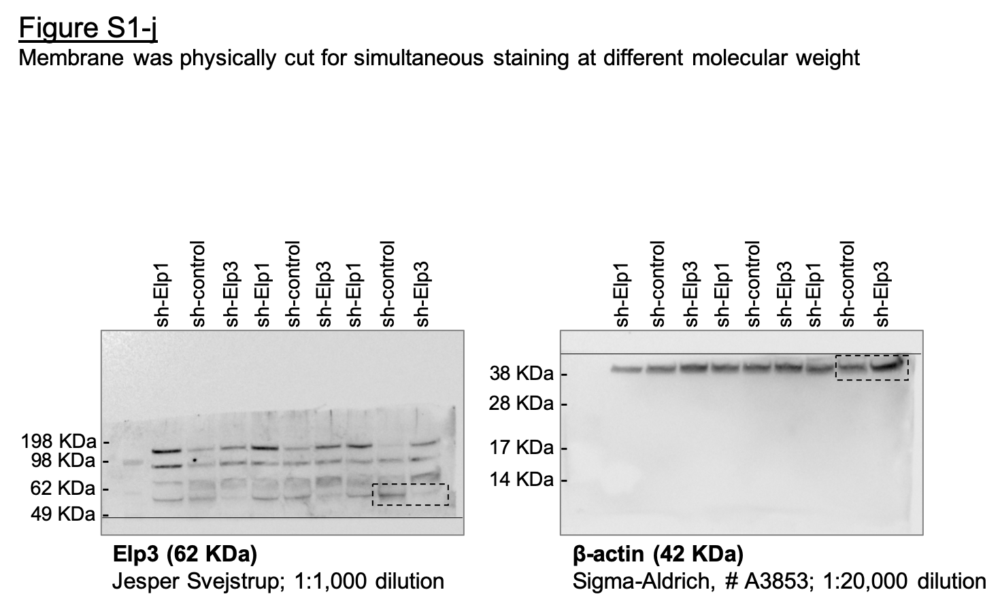 Figure S1-j
Membrane was physically cut for simultaneous staining at different molecular weight
sh-Elp1
sh-control
sh-Elp3
sh-Elp1
sh-control
sh-Elp3
sh-Elp1
sh-control
sh-Elp3
198 KDa -
98 KDa -
62 KDa -
49 KDa -
Elp3 (62 KDa)
Jesper Svejstrup; 1:1,000 dilution
sh-Elp1
sh-control
sh-Elp3
sh-Elp1
sh-control
sh-Elp3
sh-Elp1
sh-control
sh-Elp3
38 KDa -
28 KDa -
17 KDa -
14 KDa -
β-actin (42 KDa)
Sigma-Aldrich, # A3853; 1:20,000 dilution